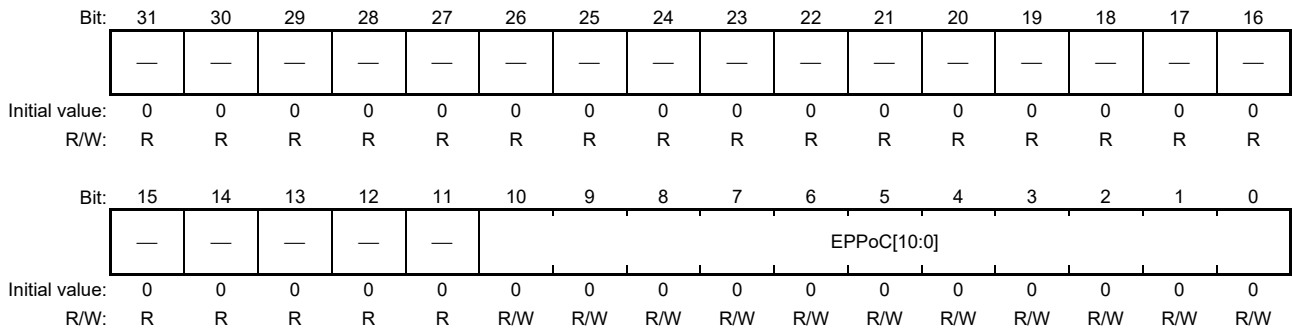 Bit: 31 30 29 28 27 26 25 24 23 22 21 20 19 18 17 16
— — — — — — — — — — — — — — — —
Initial value: 0 0 0 0 0 0 0 0 0 0 0 0 0 0 0 0
R/W: R R R R R R R R R R R R R R R R
Bit: 15 14 13 12 11 10 9 8 7 6 5 4 3 2 1 0
— — — — — EPPoC[10:0]
Initial value: 0 0 0 0 0 0 0 0 0 0 0 0 0 0 0 0
R/W: R R R R R R/W R/W R/W R/W R/W R/W R/W R/W R/W R/W R/W